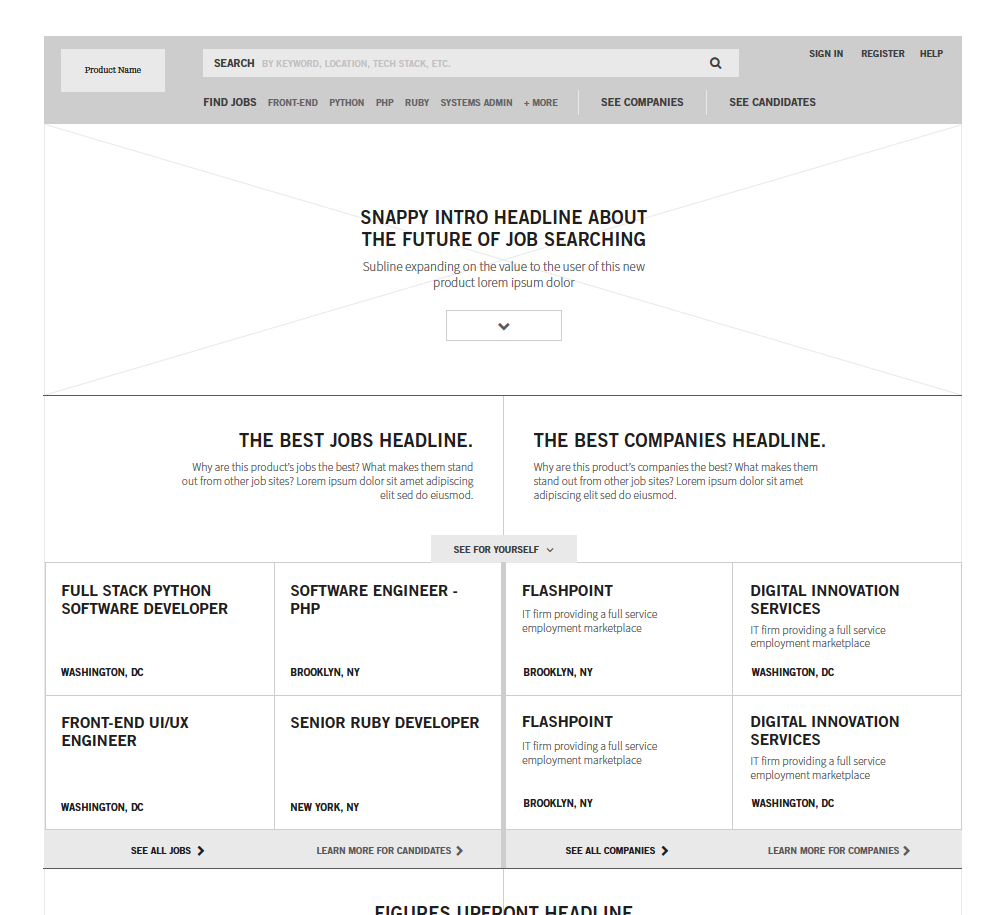 Product Name
SEARCH BY KEYWORD, LOCATION, TECH STACK, ETC.
SIGN IN REGISTER HELP
FIND JOBS FRONT-END PYTHON PHP RUBY SYSTEMS ADMIN + MORE SEE COMPANIES SEE CANDIDATES
SNAPPY INTRO HEADLINE ABOUT
THE FUTURE OF JOB SEARCHING
Subline expanding on the value to the user of this new
product lorem ipsum dolor
THE BEST JOBS HEADLINE.
Why are this product's jobs the best? What makes them stand
out from other job sites? Lorem ipsum dolor sit amet adipiscing
elit sed do eiusmod.
THE BEST COMPANIES HEADLINE.
Why are this product's companies the best? What makes them
stand out from other job sites? Lorem ipsum dolor sit amet
adipiscing elit sed do eiusmod.
SEE FOR YOURSELF
FULL STACK PYTHON
SOFTWARE DEVELOPER
WASHINGTON, DC
SOFTWARE ENGINEER -
PHP
BROOKLYN, NY
FLASHPOINT
IT firm providing a full service
employment marketplace
BROOKLYN, NY
DIGITAL INNOVATION
SERVICES
IT firm providing a full service
employment marketplace
WASHINGTON, DC
FRONT-END UI/UX
ENGINEER
WASHINGTON, DC
SENIOR RUBY DEVELOPER
NEW YORK, NY
FLASHPOINT
IT firm providing a full service
employment marketplace
BROOKLYN, NY
DIGITAL INNOVATION
SERVICES
IT firm providing a full service
employment marketplace
WASHINGTON, DC
SEE ALL JOBS
LEARN MORE FOR CANDIDATES
SEE ALL COMPANIES
LEARN MORE FOR COMPANIES
FIGURES UPFRONT HEADLINE